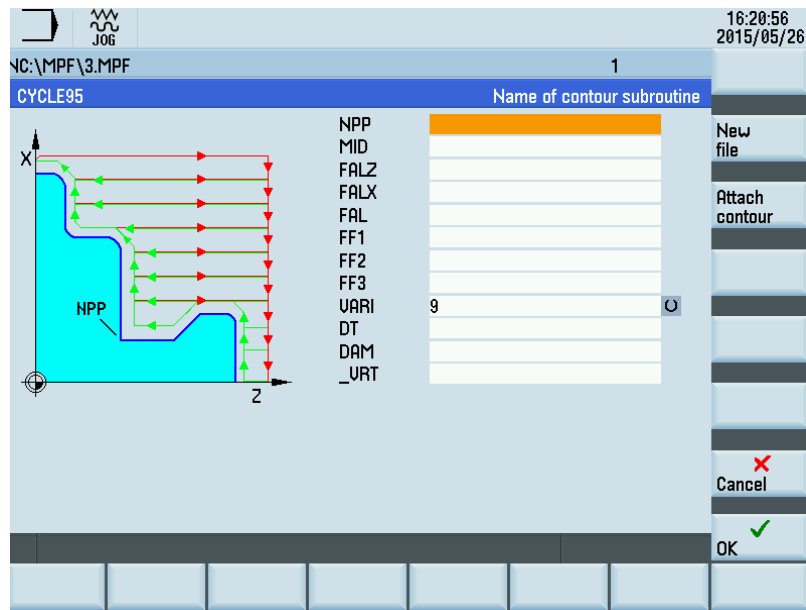 16:20:56
JOG
2015/05/26
NC:\MPF\3.MPF 1
CYCLE95 Name of contour subroutine
NPP
New file
X
MID
FALZ
FALX
Attach contour
FAL
FF1
FF2
FF3
NPP
VARI 9
DT
DAM
_VRT
Z
Cancel
OK